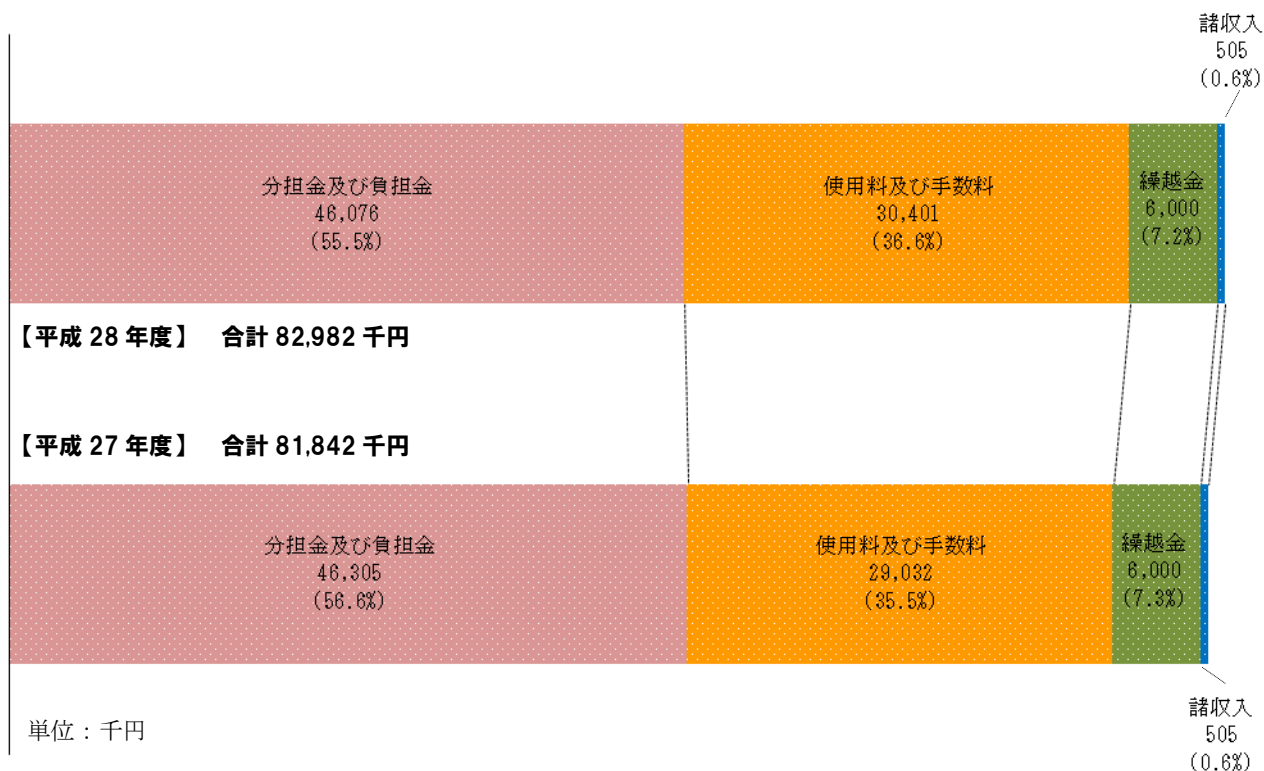 諸収入
505
(0.6%)
分担金及び負担金
46,076
(55.5%)
使用料及び手数料
30,401
(36.6%)
繰越金
6,000
(7.2%)
【平成 28 年度】　合計 82,982 千円
【平成 27 年度】　合計 81,842 千円
分担金及び負担金
46,305
(56.6%)
使用料及び手数料
29,032
(35.5%)
繰越金
6,000
(7.3%)
諸収入
505
(0.6%)
単位：千円